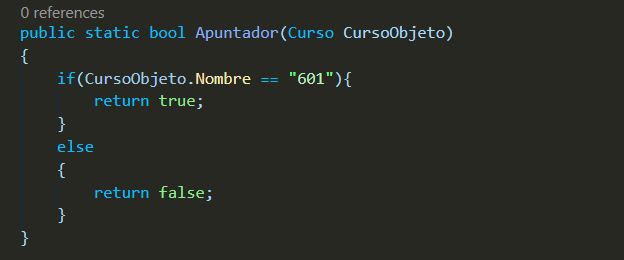 0 references
public static bool Apuntador(Curso CursoObjeto)
{
if(CursoObjeto.Nombre == "601"){
return true;
}
else
{
return false;
}
}